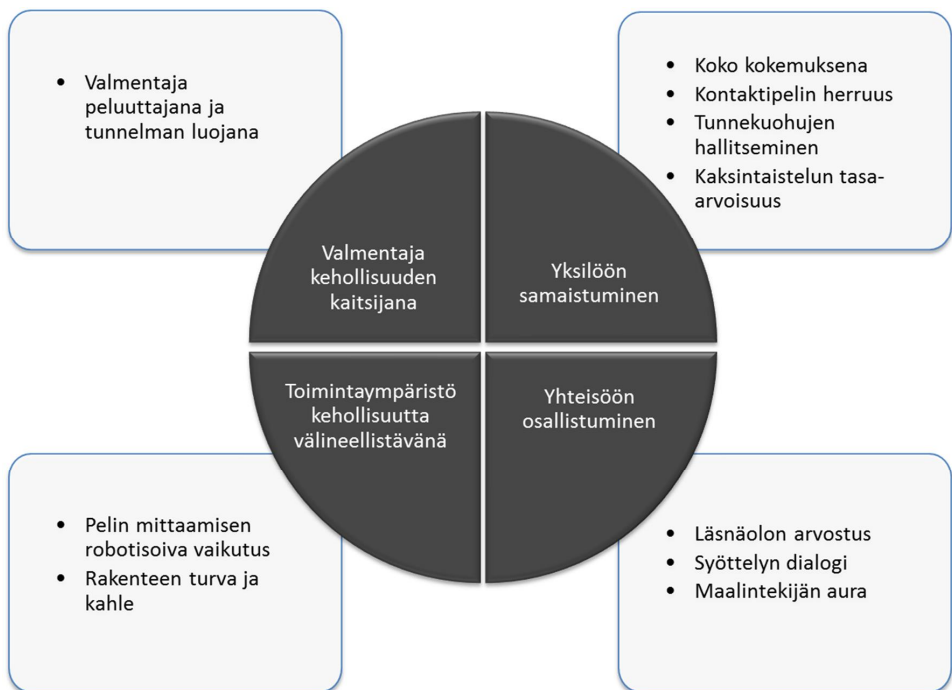 • Valmentaja
peluuttajana ja
tunnelman luojana
• Koko kokemuksena
• Kontaktipelin herruus
• Tunnekuohujen
hallitseminen
• Kaksintaistelun tasa-
arvoisuus
Valmentaja
kehollisuuden
kaitsijana
Yksilöön
samaistuminen
Toimintaympäristö
kehollisuutta
välineellistävänä
Yhteisöön
osallistuminen
• Pelin mittaamisen
robotisoiva vaikutus
• Rakenteen turva ja
kahle
• Läsnäolon arvostus
• Syöttelyn dialogi
• Maalintekijän aura